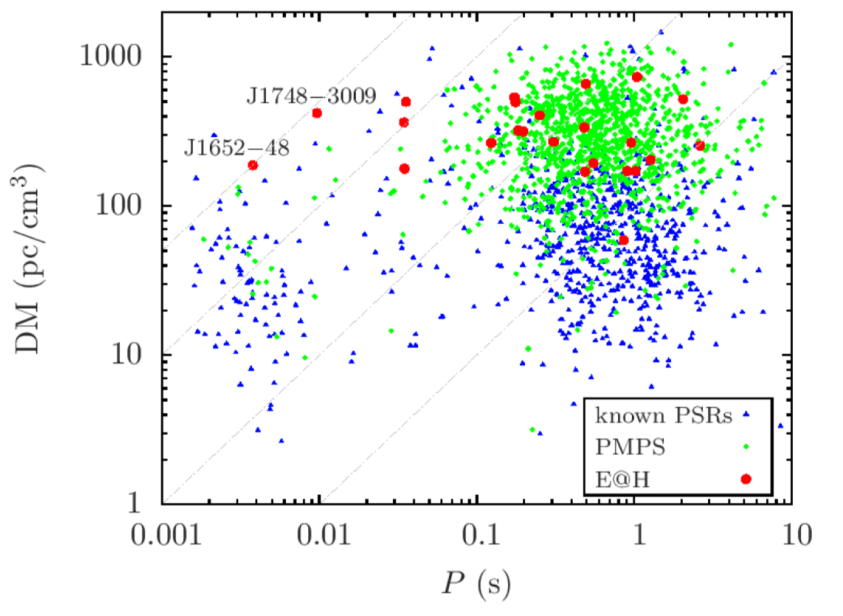 1000
100
10
1
DM (pc/cm³)
J1748−3009
J1652−48
known PSRs
PMPS
E@H
0.001 0.01 0.1 1 10
P (s)